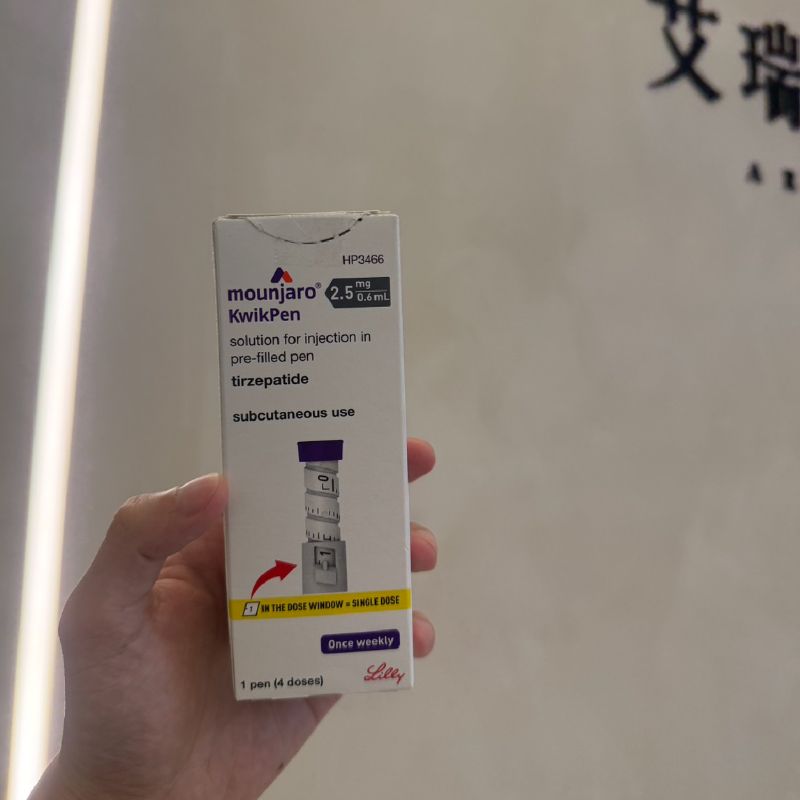 艾瑞
A R
HP3466
mounjaro® 2.5 mg 0.6 mL
KwikPen
solution for injection in
pre-filled pen
tirzepatide
subcutaneous use
1 IN THE DOSE WINDOW = SINGLE DOSE
Once weekly
1 pen (4 doses) Lilly